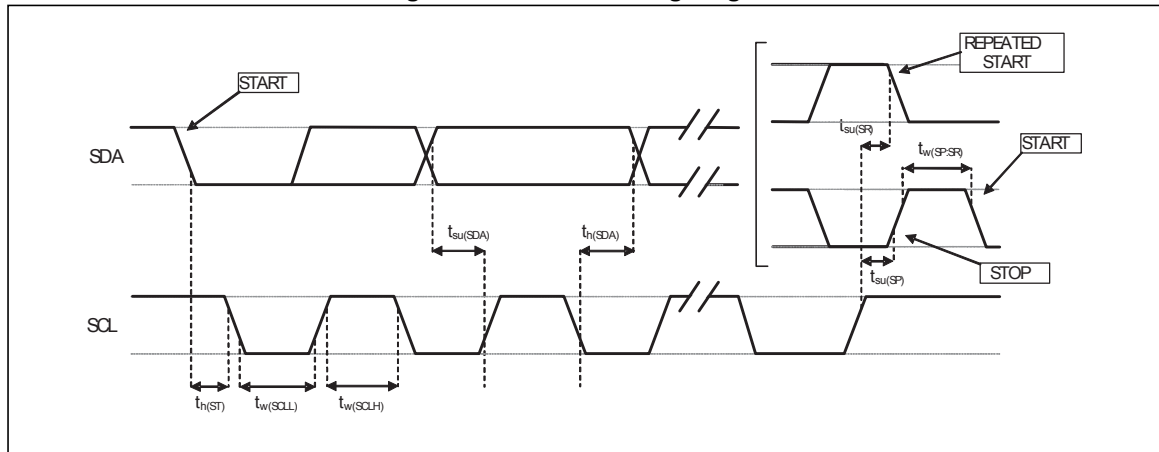 REPEATED
START
START
t_su(SR)
START
SDA
t_w(SP:SR)
t_su(SDA)
t_h(SDA)
t_su(SP)
STOP
SCL
t_h(ST)
t_w(SCLL)
t_w(SCLH)